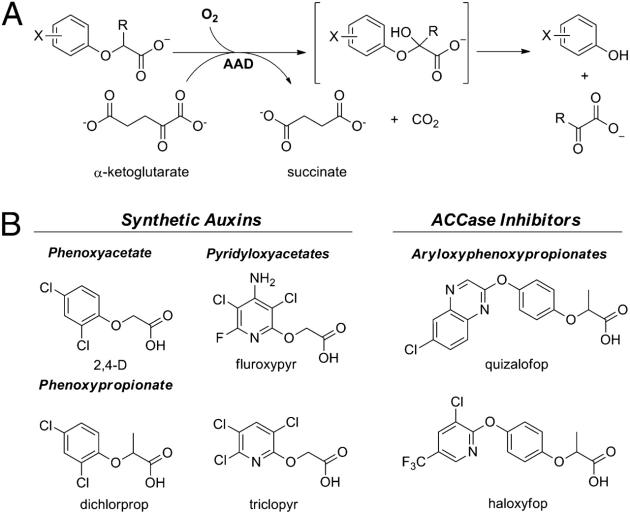 A
X
O
R
O
O⁻
O₂
AAD
X
O
HO
R
O
O⁻
X
OH
+
R
O
O
O⁻
⁻O
O
O
O
O⁻
α-ketoglutarate
⁻O
O
O
O⁻
succinate
+ CO₂
B
Synthetic Auxins
ACCase Inhibitors
Phenoxyacetate
Pyridyloxyacetates
Aryloxyphenoxypropionates
Cl
Cl
O
O
OH
2,4-D
NH₂
Cl
Cl
F
N
O
O
OH
fluroxypyr
N
N
Cl
O
O
O
OH
quizalofop
Phenoxypropionate
Cl
Cl
O
O
OH
dichlorprop
Cl
Cl
Cl
N
O
O
OH
triclopyr
Cl
F₃C
N
O
O
O
OH
haloxyfop